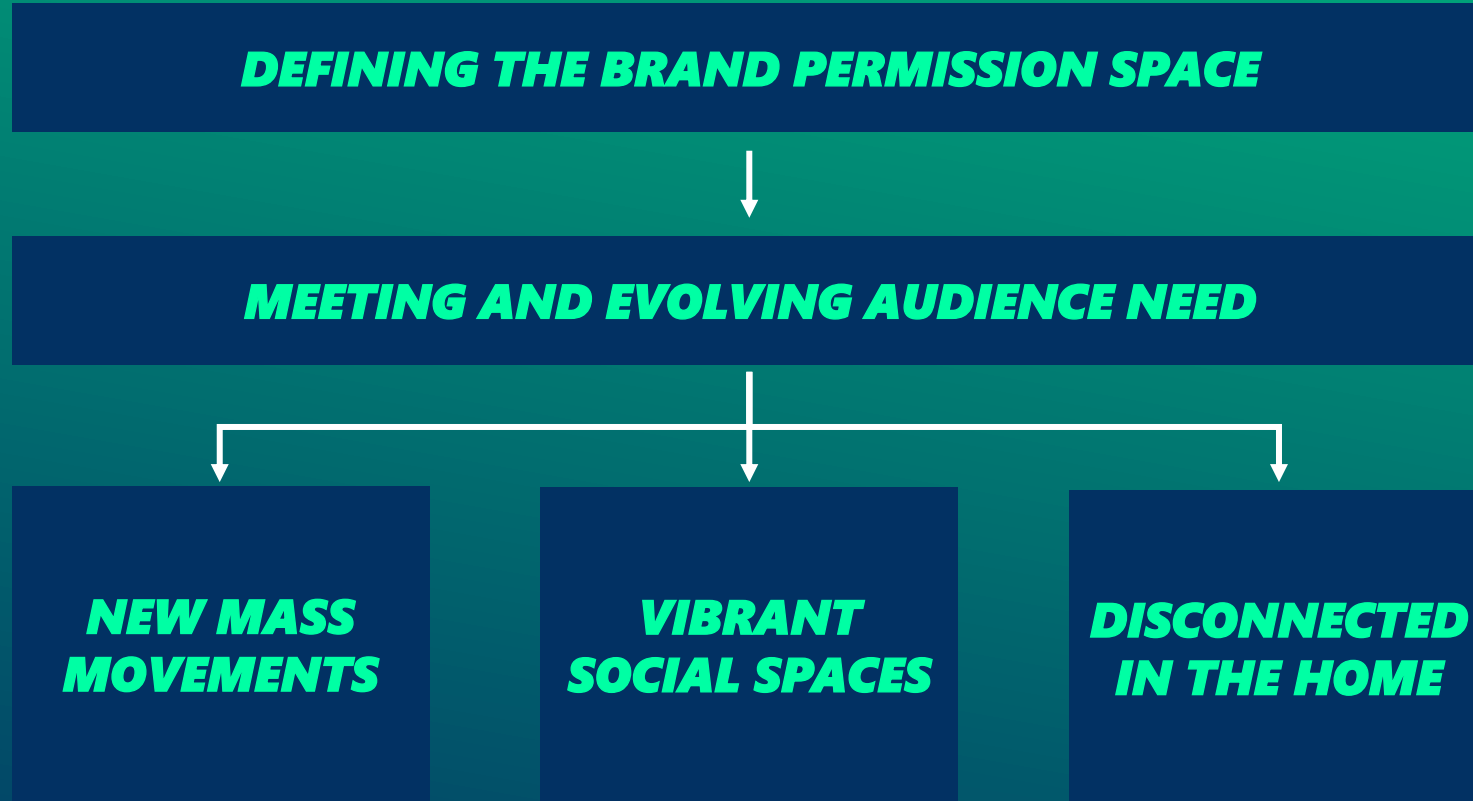 DEFINING THE BRAND PERMISSION SPACE
MEETING AND EVOLVING AUDIENCE NEED
NEW MASS
MOVEMENTS
VIBRANT
SOCIAL SPACES
DISCONNECTED
IN THE HOME